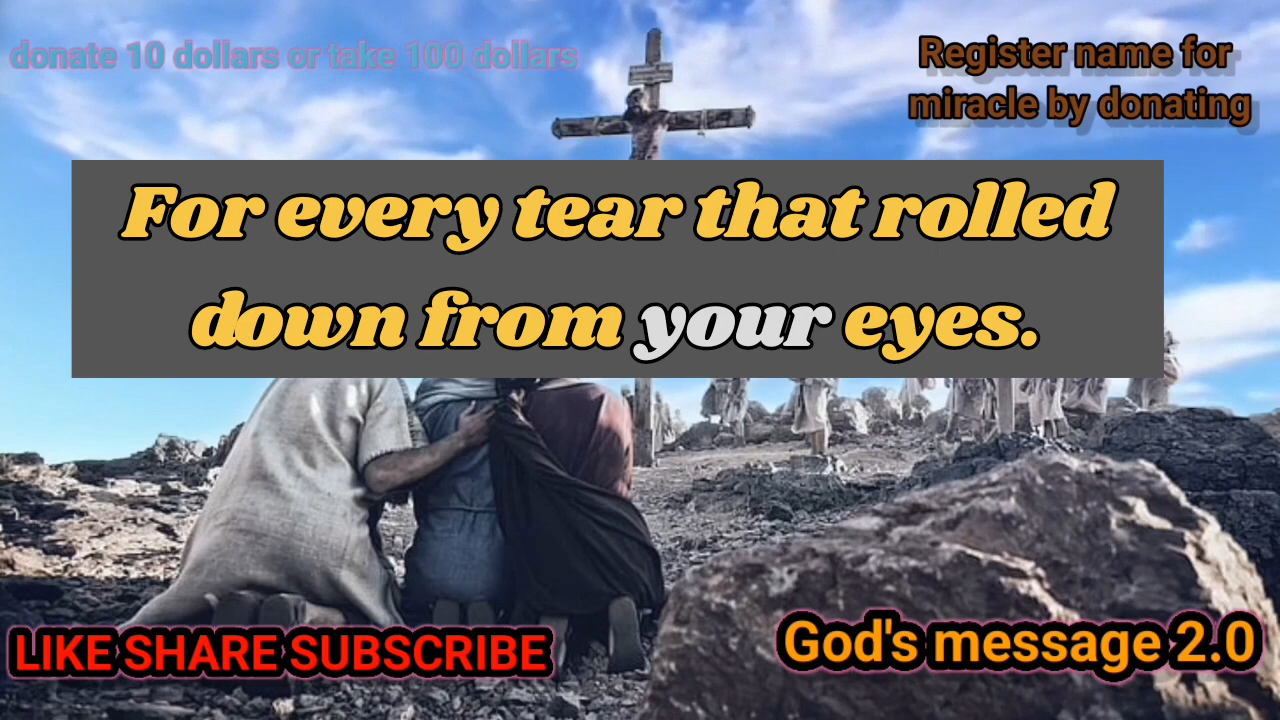 donate 10 dollars or take 100 dollars
Register name for
miracle by donating
For every tear that rolled
down from your eyes.
LIKE SHARE SUBSCRIBE
God's message 2.0